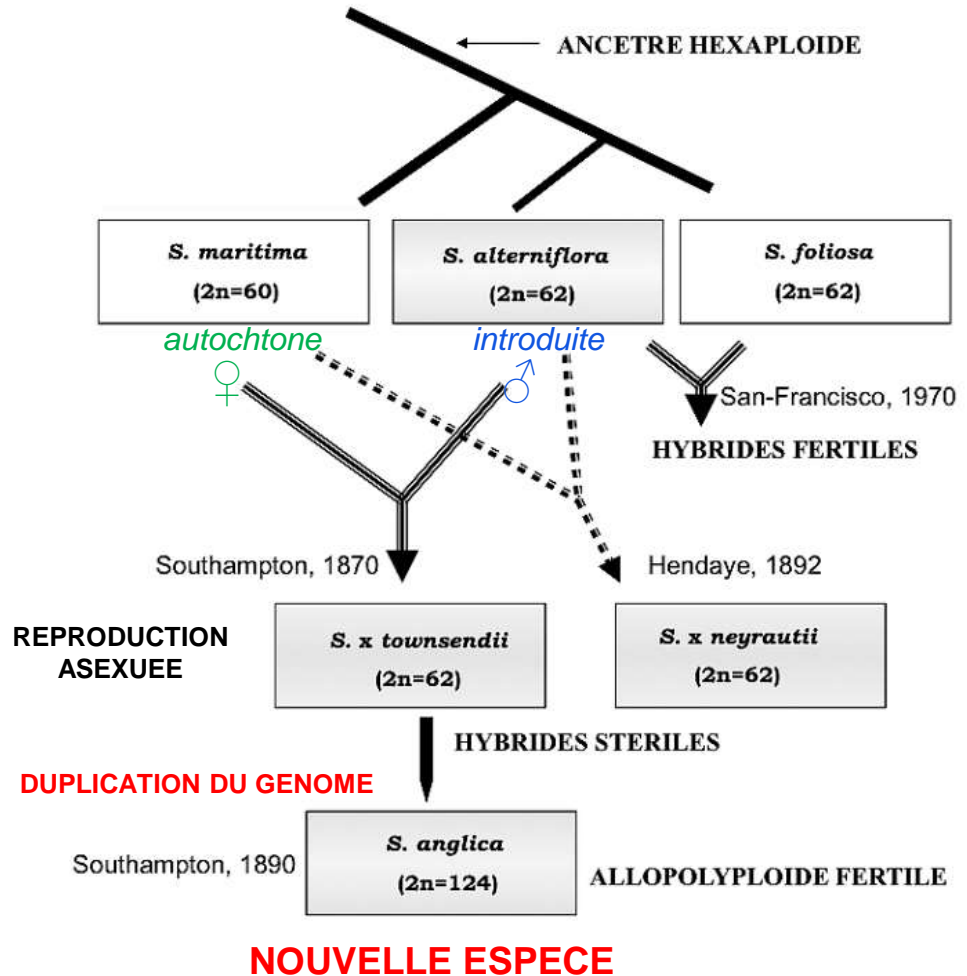 ANCETRE HEXAPLOIDE
S. maritima
(2n=60)
S. alterniflora
(2n=62)
S. foliosa
(2n=62)
autochtone
♀
introduite
♂
San-Francisco, 1970
HYBRIDES FERTILES
Southampton, 1870
Hendaye, 1892
REPRODUCTION
ASEXUEE
S. x townsendii
(2n=62)
S. x neyrautii
(2n=62)
HYBRIDES STERILES
DUPLICATION DU GENOME
Southampton, 1890
S. anglica
(2n=124)
ALLOPOLYPLOIDE FERTILE
NOUVELLE ESPECE